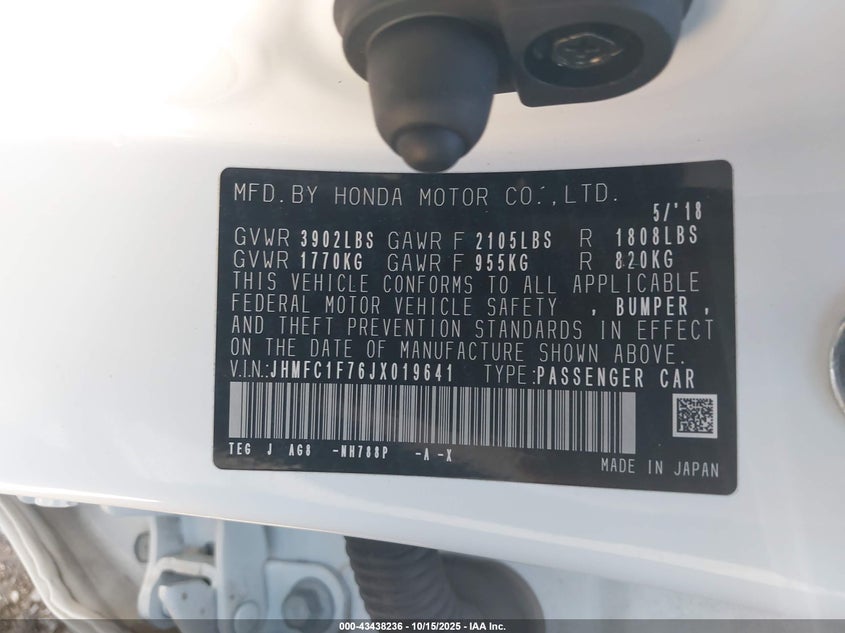 MFD. BY HONDA MOTOR CO., LTD.
5/'18
GVWR 3902LBS GAWR F 2105LBS R 1808LBS
GVWR 1770KG GAWR F 955KG R 820KG
THIS VEHICLE CONFORMS TO ALL APPLICABLE
FEDERAL MOTOR VEHICLE SAFETY , BUMPER ,
AND THEFT PREVENTION STANDARDS IN EFFECT
ON THE DATE OF MANUFACTURE SHOWN ABOVE.
V.I.N.:JHMFC1F76JX019641 TYPE:PASSENGER CAR
TEG J AG8 -NH788P -A -X
MADE IN JAPAN
000-43438236 - 10/15/2025 - IAA Inc.